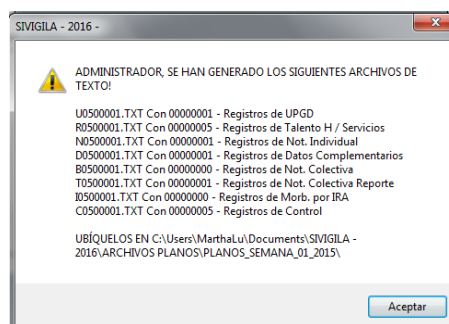 SIVIGILA - 2016 -
ADMINISTRADOR, SE HAN GENERADO LOS SIGUIENTES ARCHIVOS DE
TEXTO!
U0500001.TXT Con 00000001 - Registros de UPGD
R0500001.TXT Con 00000005 - Registros de Talento H / Servicios
N0500001.TXT Con 00000001 - Registros de Not. Individual
D0500001.TXT Con 00000001 - Registros de Datos Complementarios
B0500001.TXT Con 00000000 - Registros de Not. Colectiva
T0500001.TXT Con 00000001 - Registros de Not. Colectiva Reporte
I0500001.TXT Con 00000000 - Registros de Morb. por IRA
C0500001.TXT Con 00000005 - Registros de Control
UBÍQUELOS EN C:\Users\MarthaLu\Documents\SIVIGILA -
2016\ARCHIVOS PLANOS\PLANOS_SEMANA_01_2015\
Aceptar